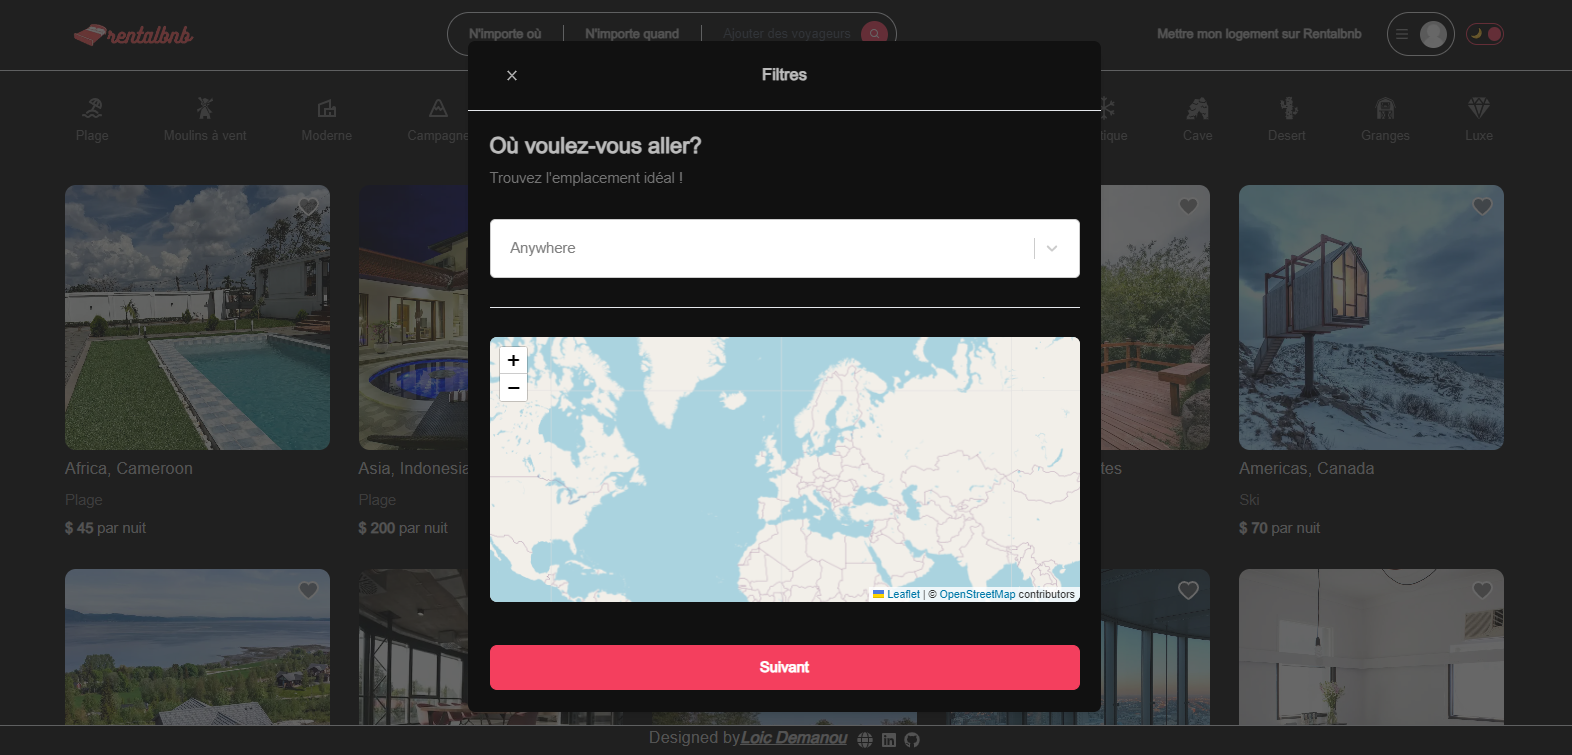 rentalbnb
N'importe où
N'importe quand
Ajouter des voyageurs
Mettre mon logement sur Rentalbnb
Filtres
Plage
Moulins à vent
Moderne
Campagne
tique
Cave
Desert
Granges
Luxe
Où voulez-vous aller?
Trouvez l'emplacement idéal !
Anywhere
+
−
Leaflet | © OpenStreetMap contributors
Suivant
Africa, Cameroon
Plage
$ 45 par nuit
Asia, Indonesia
Plage
$ 200 par nuit
tes
Americas, Canada
Ski
$ 70 par nuit
Designed by Loic Demanou